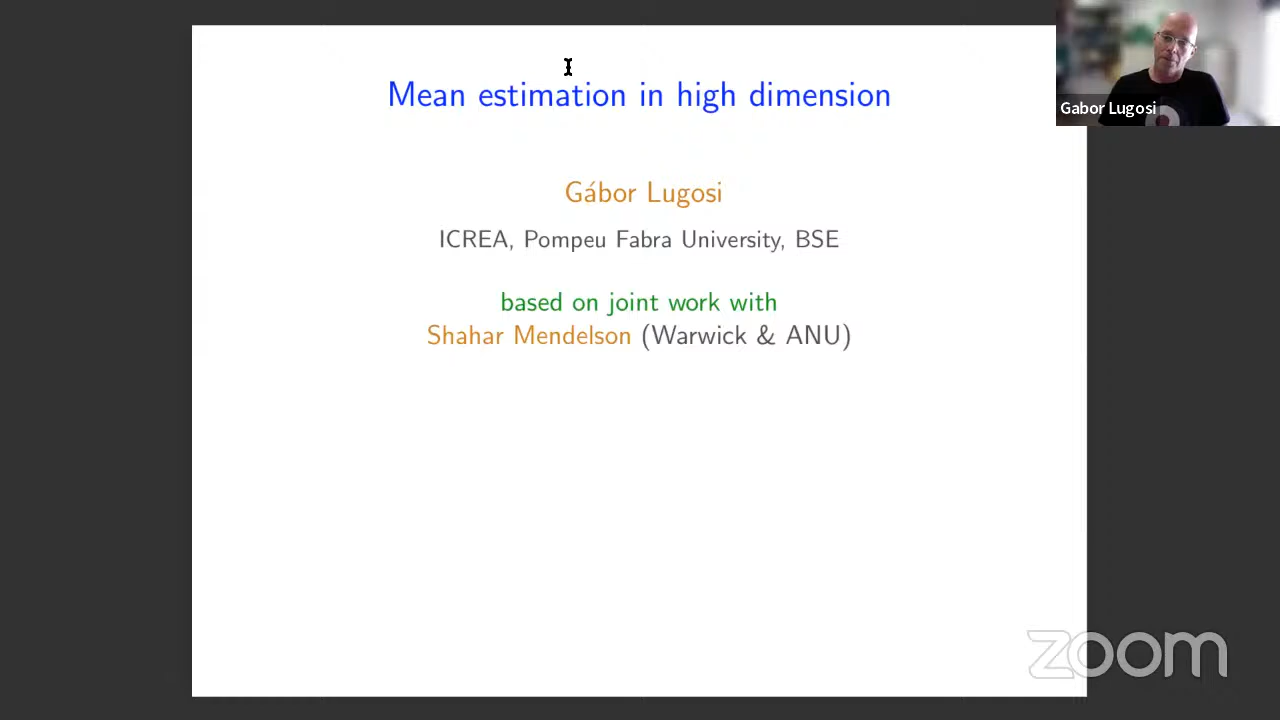 Mean estimation in high dimension
Gábor Lugosi
ICREA, Pompeu Fabra University, BSE
based on joint work with
Shahar Mendelson (Warwick & ANU)
Gabor Lugosi
zoom